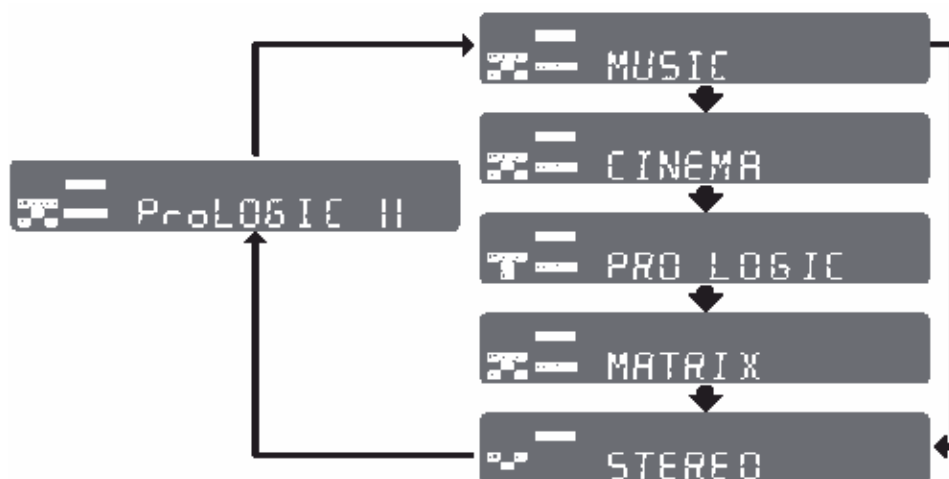 MUSIC
CINEMA
ProLOGIC II
PRO LOGIC
MATRIX
STEREO